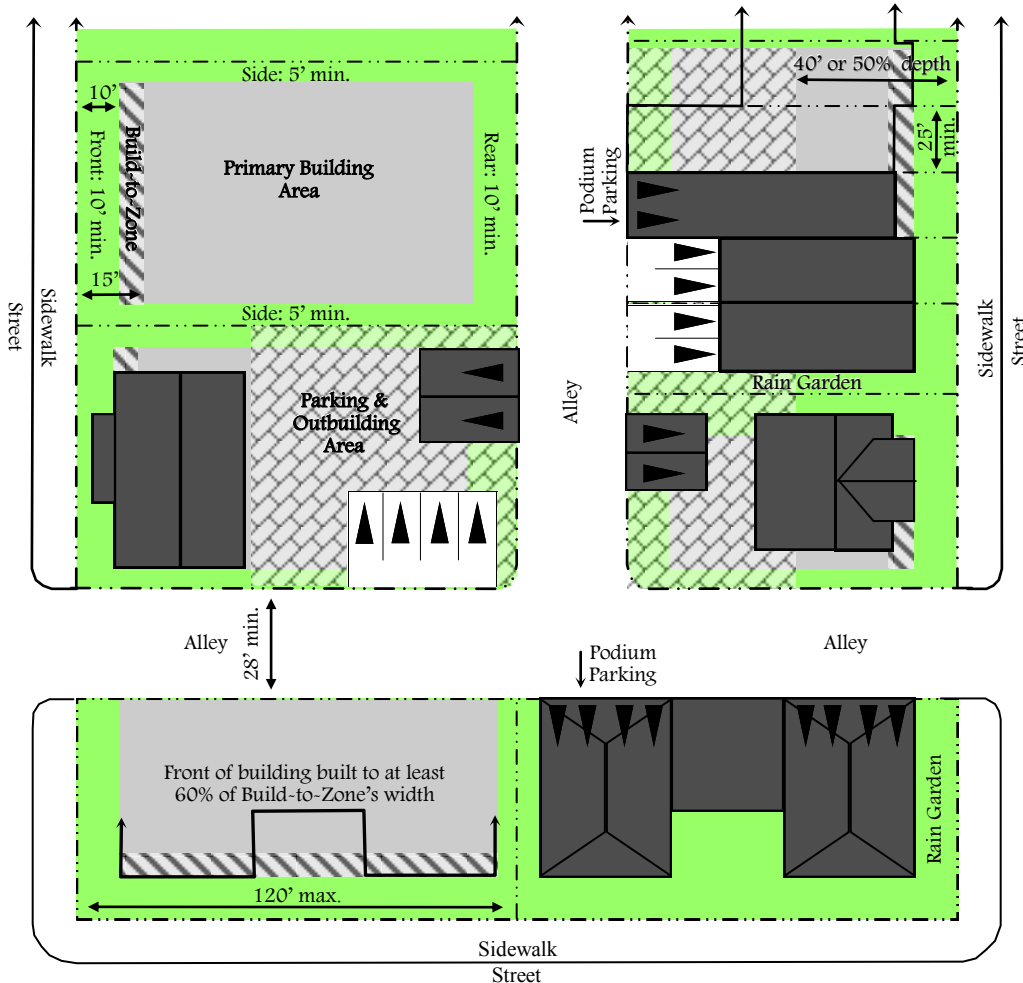 Side: 5’ min.
10’
Front: 10’ min.
Build-to-Zone
Primary Building
Area
Rear: 10’ min.
15’
Side: 5’ min.
Street
Sidewalk
Parking &
Outbuilding
Area
40’ or 50% depth
25’
min.
Podium
Parking
Alley
Rain Garden
Sidewalk
Street
Alley
28’ min.
Podium
Parking
Alley
Front of building built to at least
60% of Build-to-Zone’s width
120’ max.
Rain Garden
Sidewalk
Street